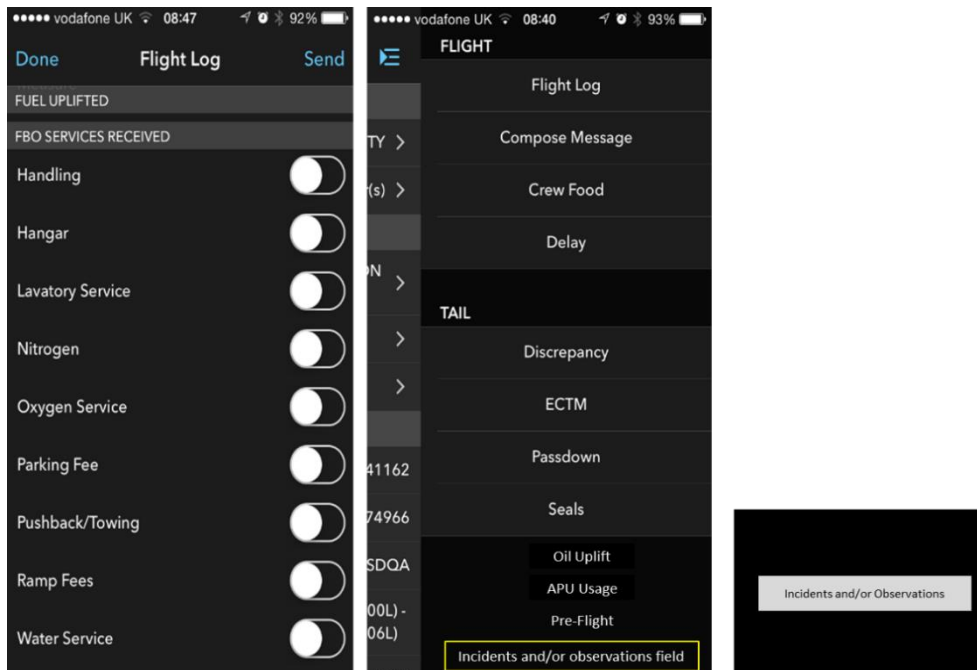 vodafone UK 08:47 92%
Done Flight Log Send
FUEL UPLIFTED
FBO SERVICES RECEIVED
Handling
Hangar
Lavatory Service
Nitrogen
Oxygen Service
Parking Fee
Pushback/Towing
Ramp Fees
Water Service
vodafone UK 08:40 93%
TY
r(s)
ON
41162
74966
SDQA
00L) -
06L)
FLIGHT
Flight Log
Compose Message
Crew Food
Delay
TAIL
Discrepancy
ECTM
Passdown
Seals
Oil Uplift
APU Usage
Pre-Flight
Incidents and/or observations field
Incidents and/or Observations